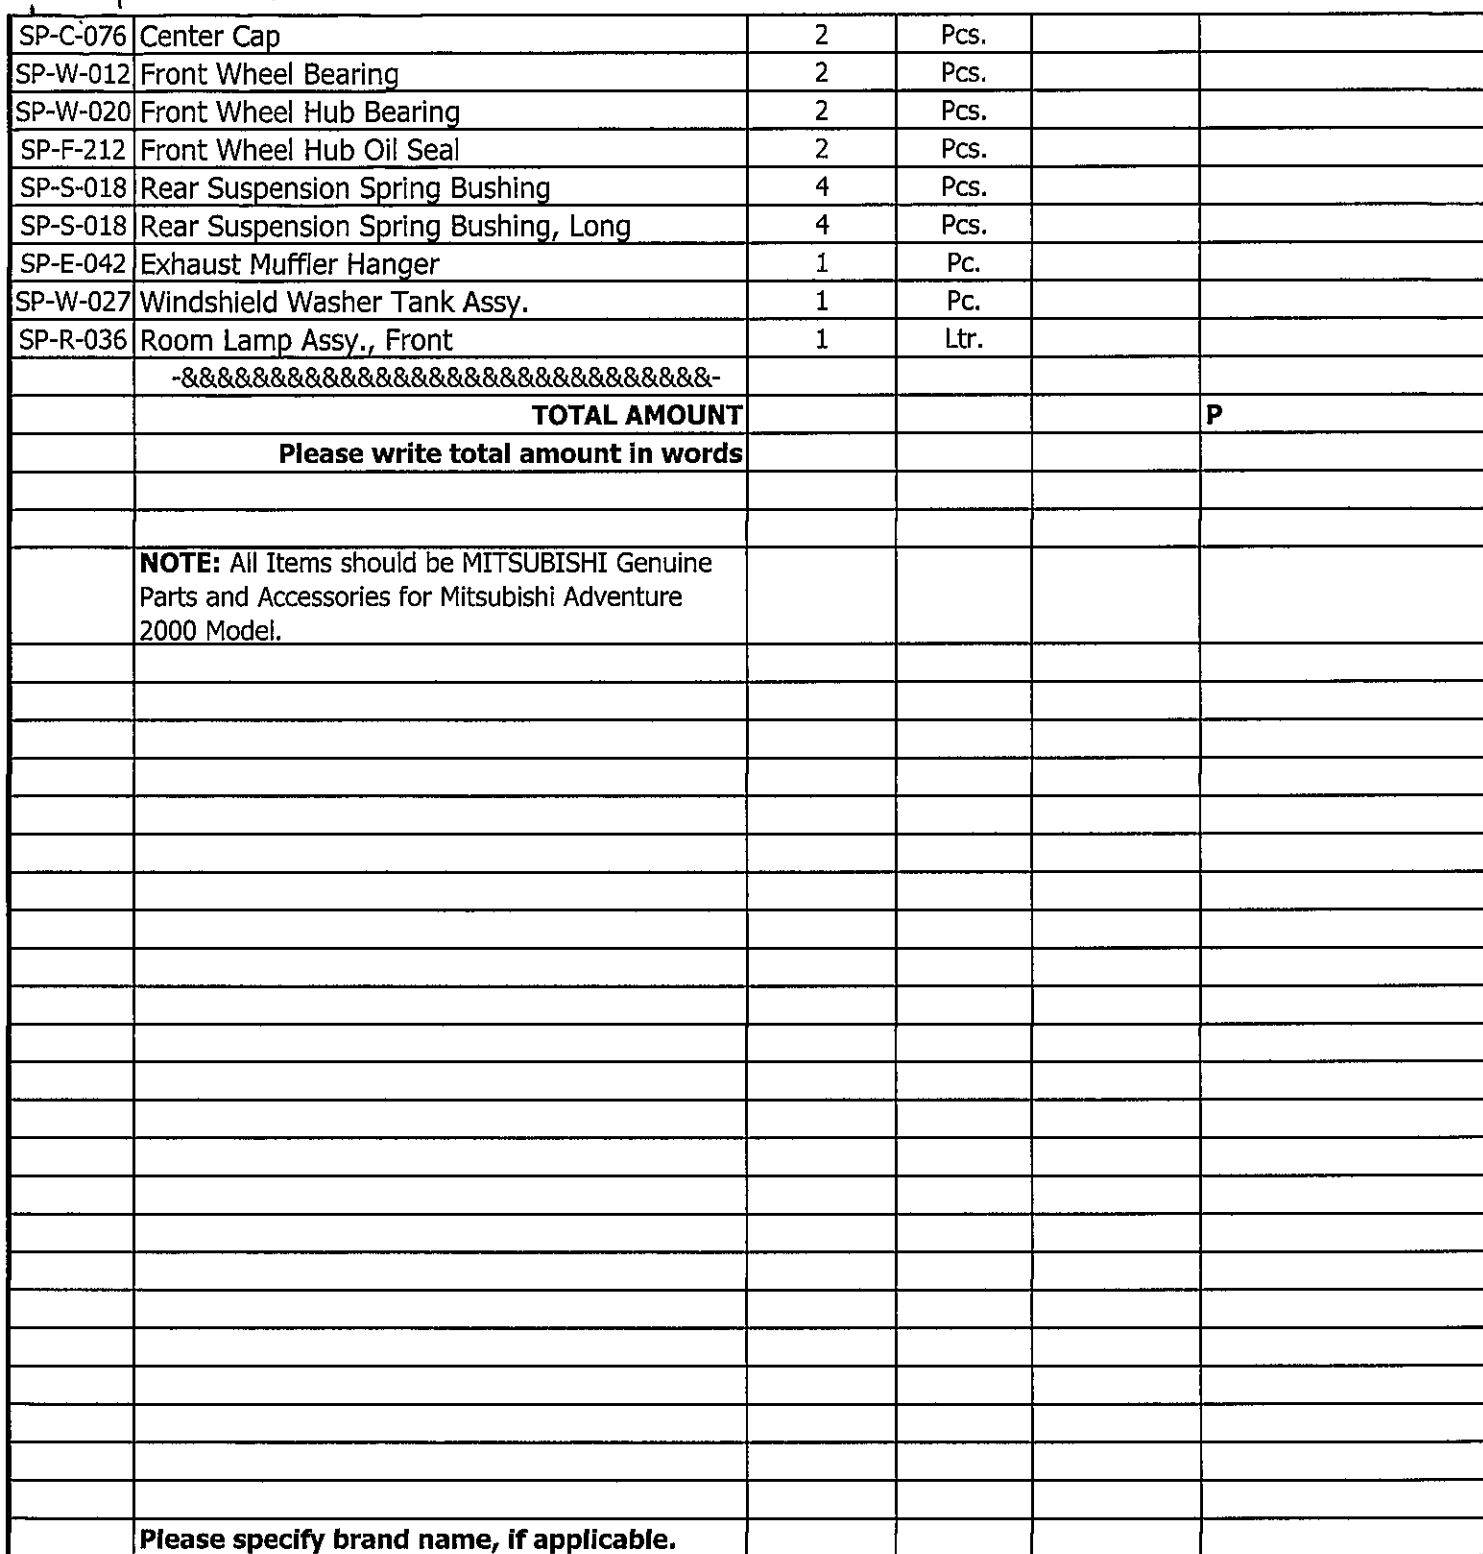 SP-C-076 Center Cap 2 Pcs.
SP-W-012 Front Wheel Bearing 2 Pcs.
SP-W-020 Front Wheel Hub Bearing 2 Pcs.
SP-F-212 Front Wheel Hub Oil Seal 2 Pcs.
SP-S-018 Rear Suspension Spring Bushing 4 Pcs.
SP-S-018 Rear Suspension Spring Bushing, Long 4 Pcs.
SP-E-042 Exhaust Muffler Hanger 1 Pc.
SP-W-027 Windshield Washer Tank Assy. 1 Pc.
SP-R-036 Room Lamp Assy., Front 1 Ltr.
-&&&&&&&&&&&&&&&&&&&&&&&&&&&&&&-
TOTAL AMOUNT P
Please write total amount in words
NOTE: All Items should be MITSUBISHI Genuine
Parts and Accessories for Mitsubishi Adventure
2000 Model.
Please specify brand name, if applicable.